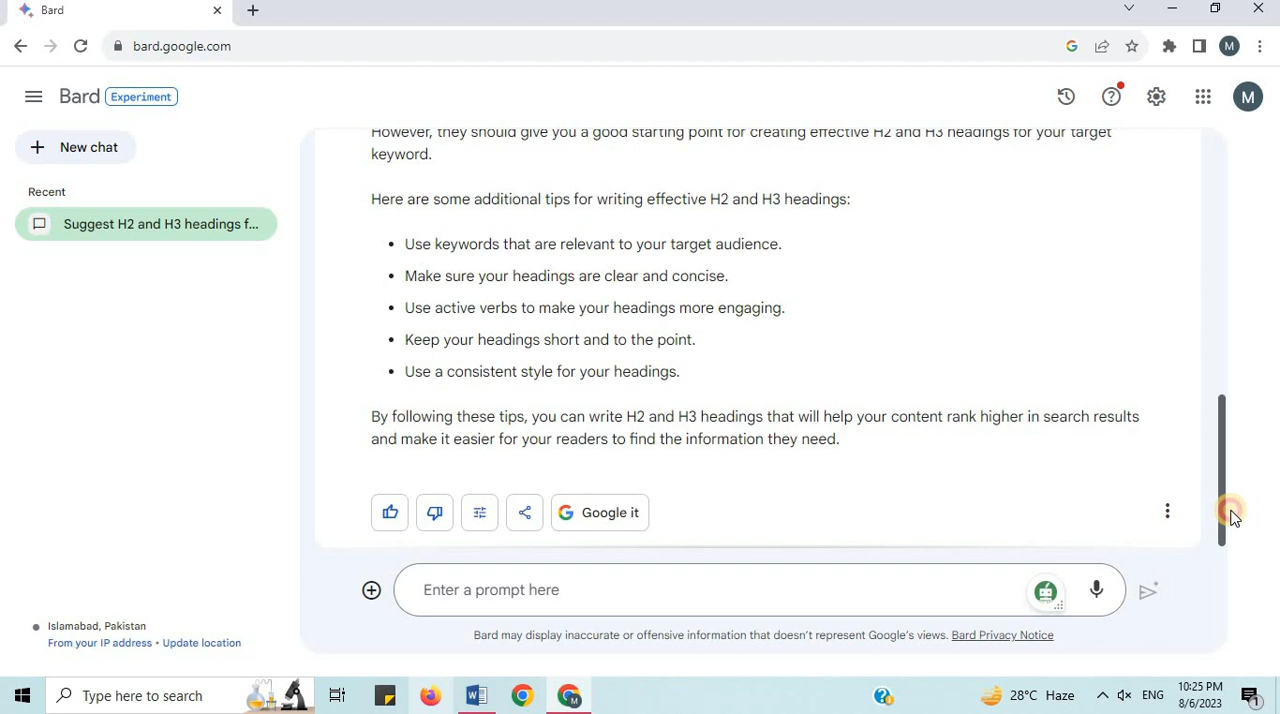 Bard
bard.google.com
M
Bard Experiment
M
New chat
Recent
Suggest H2 and H3 headings f...
However, they should give you a good starting point for creating effective H2 and H3 headings for your target
keyword.
Here are some additional tips for writing effective H2 and H3 headings:
• Use keywords that are relevant to your target audience.
• Make sure your headings are clear and concise.
• Use active verbs to make your headings more engaging.
• Keep your headings short and to the point.
• Use a consistent style for your headings.
By following these tips, you can write H2 and H3 headings that will help your content rank higher in search results
and make it easier for your readers to find the information they need.
Google it
Enter a prompt here
Bard may display inaccurate or offensive information that doesn't represent Google's views. Bard Privacy Notice
Islamabad, Pakistan
From your IP address • Update location
Type here to search
28°C Haze
ENG
10:25 PM
8/6/2023
1